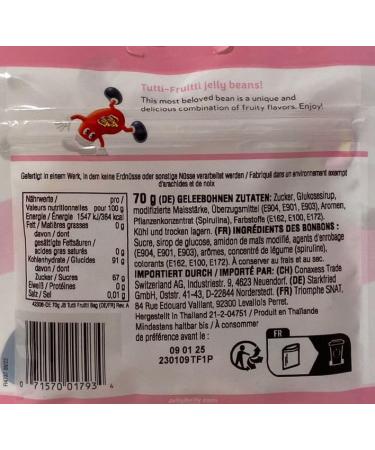 Tutti-Fruitti jelly beans!
This most beloved bean is a unique and
delicious combination of fruity flavors. Enjoy!
Gefertigt in einem Werk, in dem keine Erdnüsse oder sonstige Nüsse verarbeitet werden / Fabriqué dans un environnement exempt
d'arachides et de noix
Nährwerte / pro
Valeurs nutritionnelles pour 100 g
Energie / Énergie 1547 kJ/364 kcal
Fett / Matières grasses 0 g
davon / dont
gesättigte Fettsäuren /
acides gras saturés 0 g
Kohlenhydrate / Glucides 91 g
davon / dont
Zucker / Sucres 67 g
Eiweiß / Protéines 0 g
Salz / Sel 0,01 g
70 g (DE) GELEEBOHNEN ZUTATEN: Zucker, Glukosesirup,
modifizierte Maisstärke, Überzugsmittel (E904, E901, E903), Aromen,
Pflanzenkonzentrat (Spirulina), Farbstoffe (E162, E100, E172).
Kühl und trocken lagern. (FR) INGRÉDIENTS DES BONBONS :
Sucre, sirop de glucose, amidon de maïs modifié, agents d'enrobage
(E904, E901, E903), arômes, concentré de légume (spiruline),
colorants (E162, E100, E172). À conserver au frais et au sec.
IMPORTIERT DURCH / IMPORTÉ PAR: (CH) Conaxess Trade
Switzerland AG, Industriestr. 9, 4623 Neuendorf. (DE) Starkfried
GmbH, Oststr. 41-43, D-22844 Norderstedt. (FR) Triomphe SNAT,
84 Rue Edouard Vaillant, 92300 Levallois Perret.
Hergestellt in Thailand 21-2-04751 / Produit en Thaïlande
Mindestens haltbar bis / À consommer
de préférence avant le :
09 01 25
230109TF1P
FR
0 71570 01793 4
JellyBelly.com